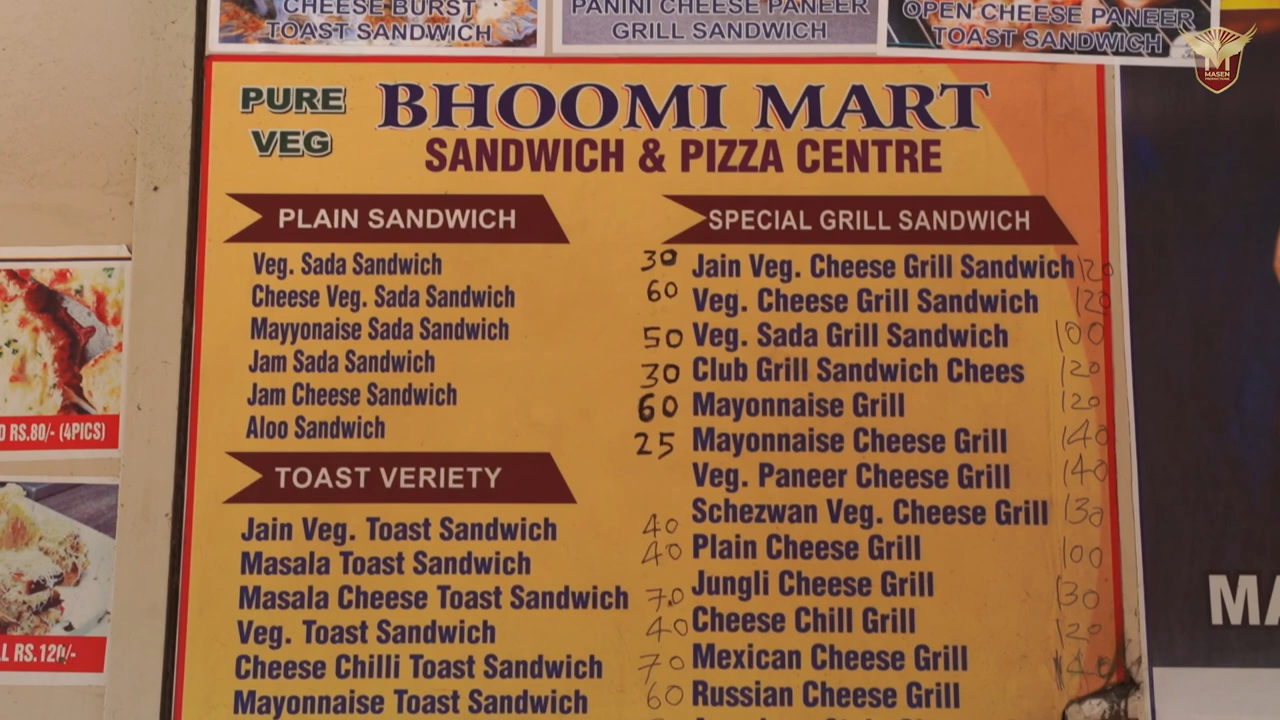 CHEESE BURST
TOAST SANDWICH
PANINI CHEESE PANEER
GRILL SANDWICH
OPEN CHEESE PANEER
TOAST SANDWICH
MASEN
PURE
VEG
BHOOMI MART
SANDWICH & PIZZA CENTRE
PLAIN SANDWICH
Veg. Sada Sandwich 30
Cheese Veg. Sada Sandwich 60
Mayyonaise Sada Sandwich 50
Jam Sada Sandwich 30
Jam Cheese Sandwich 60
Aloo Sandwich 25
TOAST VERIETY
Jain Veg. Toast Sandwich 40
Masala Toast Sandwich 40
Masala Cheese Toast Sandwich 70
Veg. Toast Sandwich 40
Cheese Chilli Toast Sandwich 70
Mayonnaise Toast Sandwich 60
SPECIAL GRILL SANDWICH
Jain Veg. Cheese Grill Sandwich 120
Veg. Cheese Grill Sandwich 120
Veg. Sada Grill Sandwich 100
Club Grill Sandwich Chees 120
Mayonnaise Grill 120
Mayonnaise Cheese Grill 140
Veg. Paneer Cheese Grill 140
Schezwan Veg. Cheese Grill 130
Plain Cheese Grill 100
Jungli Cheese Grill 130
Cheese Chill Grill 120
Mexican Cheese Grill 140
Russian Cheese Grill
RS.80/- (4PICS)
RS.120/-
MA